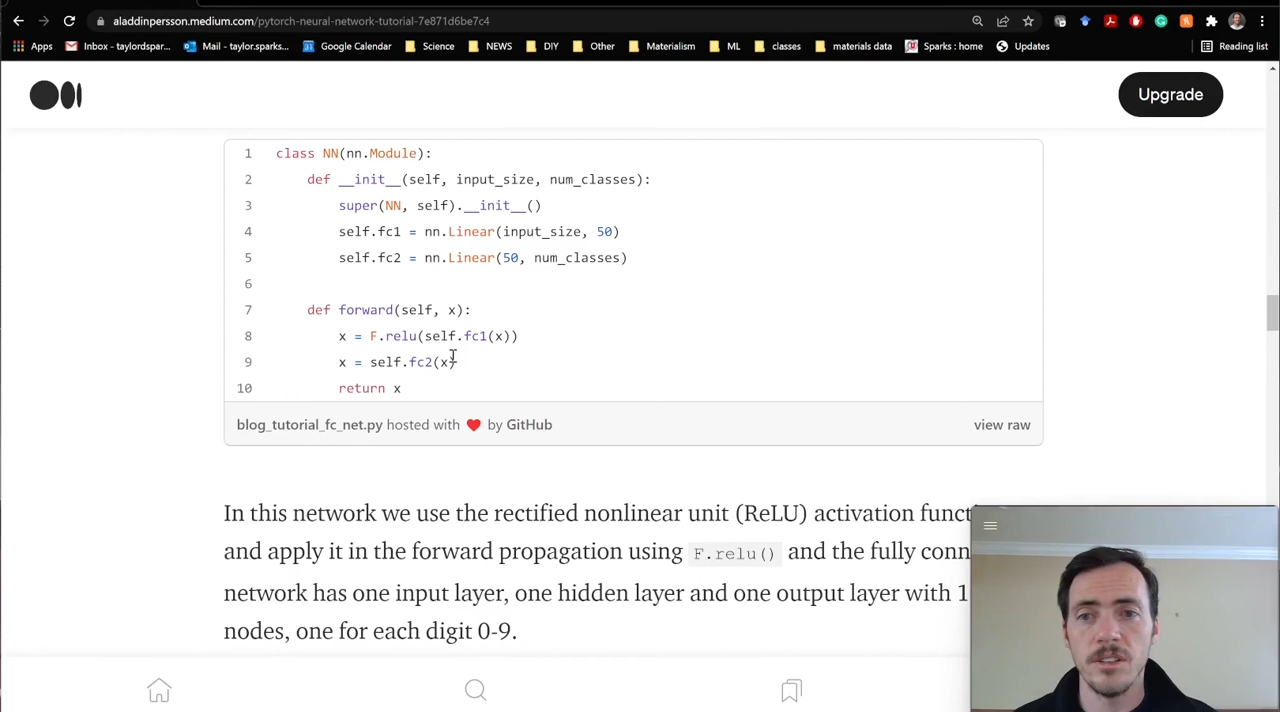 aladdinpersson.medium.com/pytorch-neural-network-tutorial-7e871d6be7c4
Apps Inbox - taylordspar... Mail - taylor.sparks... Google Calendar Science NEWS DIY Other Materialism ML classes materials data Sparks : home Updates Reading list
Upgrade
1 class NN(nn.Module):
2 def __init__(self, input_size, num_classes):
3 super(NN, self).__init__()
4 self.fc1 = nn.Linear(input_size, 50)
5 self.fc2 = nn.Linear(50, num_classes)
6
7 def forward(self, x):
8 x = F.relu(self.fc1(x))
9 x = self.fc2(x)
10 return x
blog_tutorial_fc_net.py hosted with ❤ by GitHub view raw
In this network we use the rectified nonlinear unit (ReLU) activation funct
and apply it in the forward propagation using F.relu() and the fully conn
network has one input layer, one hidden layer and one output layer with 1
nodes, one for each digit 0-9.